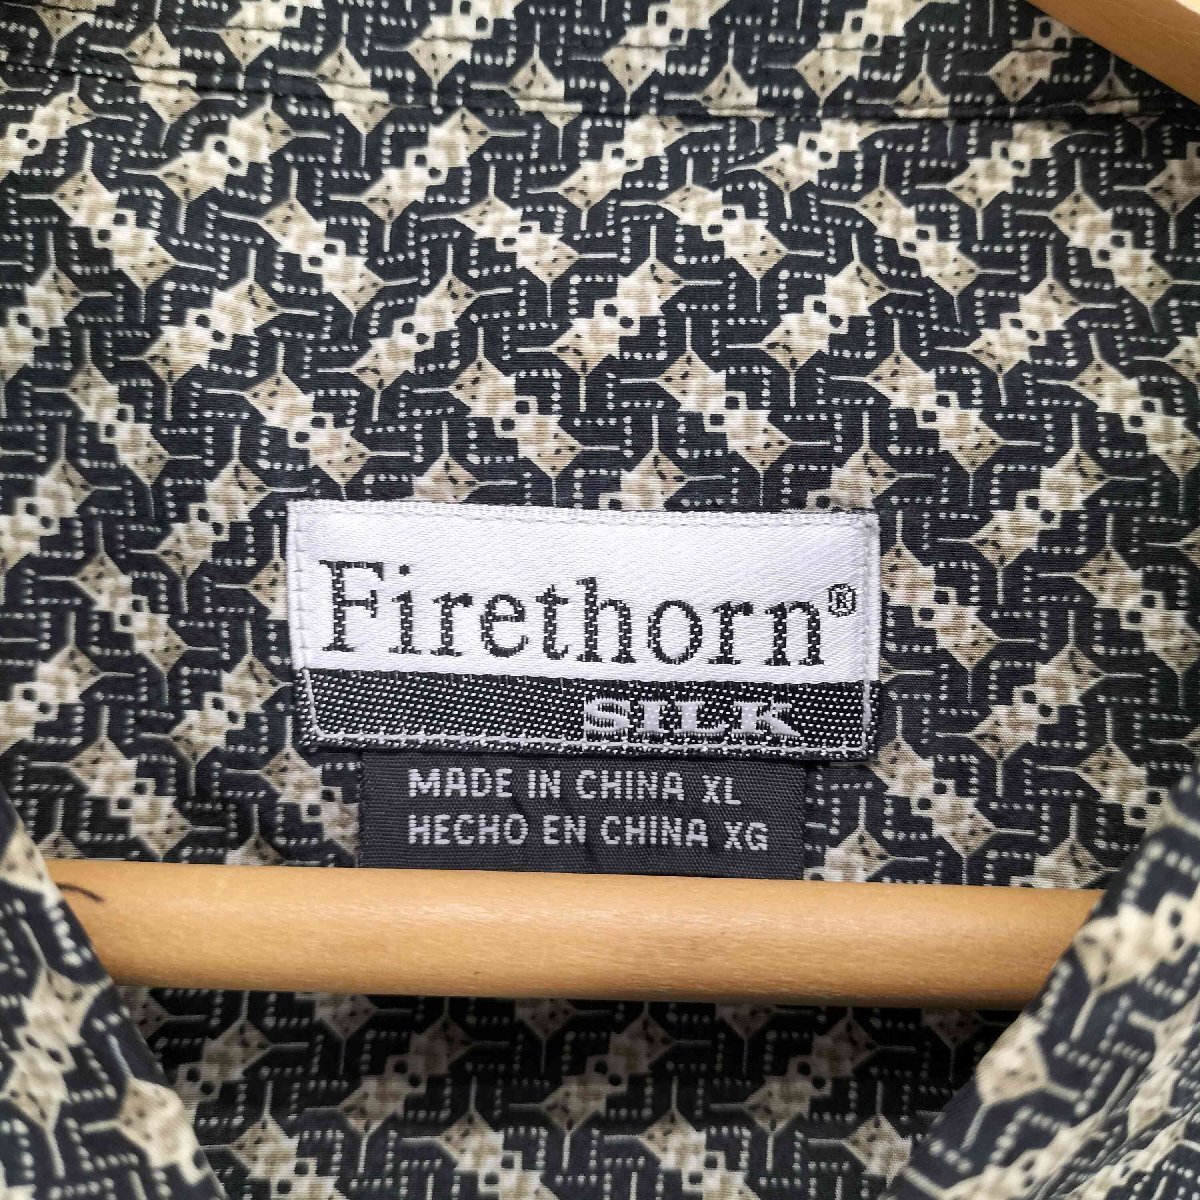 Firethorn®
SILK
MADE IN CHINA XL
HECHO EN CHINA XG